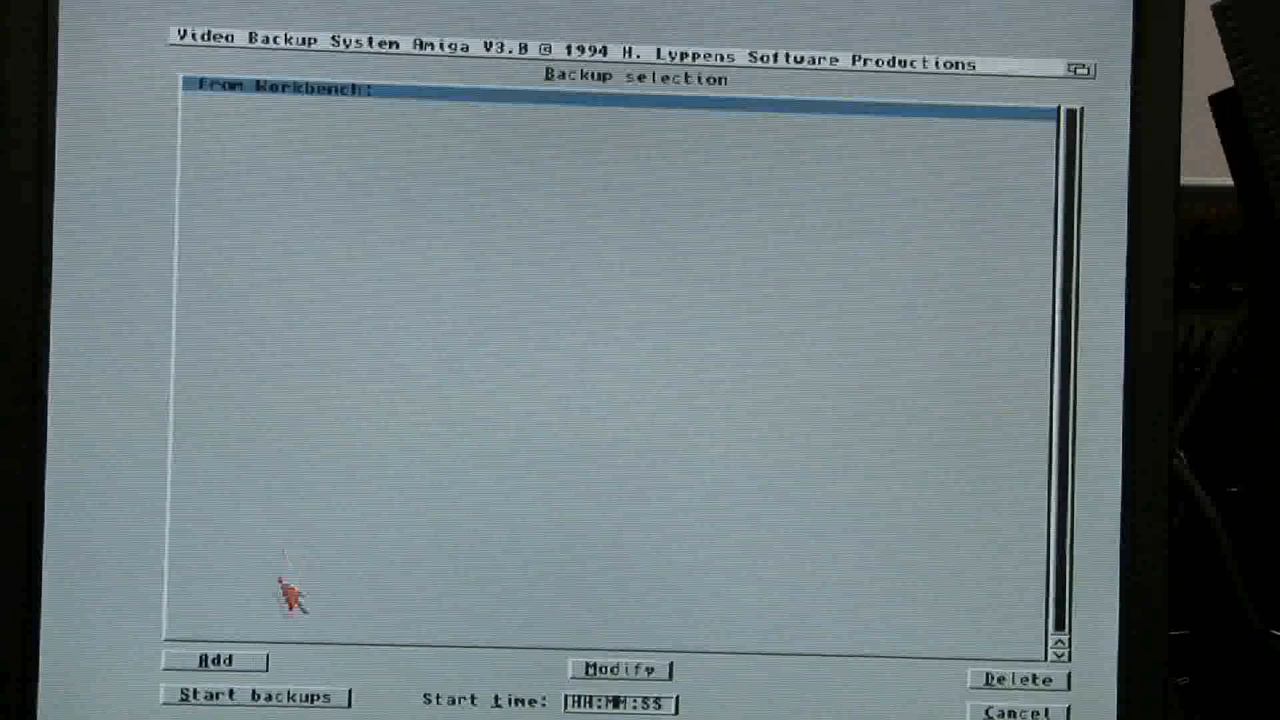 Video Backup System Amiga V3.B © 1994 H. Lyppens Software Productions
Backup selection
From Workbench:
Add
Modify
Delete
Start backups
Start time:
HH:MM:SS
Cancel